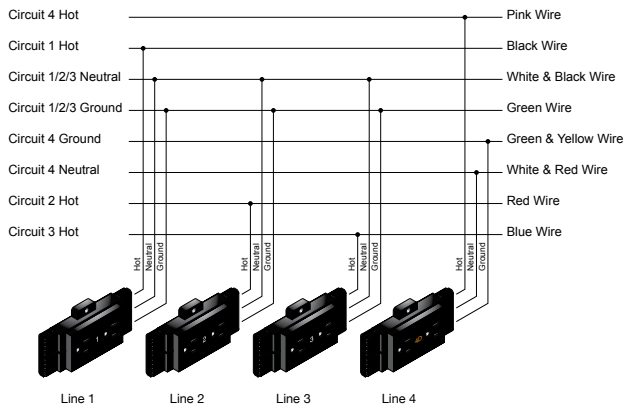 Circuit 4 Hot Pink Wire
Circuit 1 Hot Black Wire
Circuit 1/2/3 Neutral White & Black Wire
Circuit 1/2/3 Ground Green Wire
Circuit 4 Ground Green & Yellow Wire
Circuit 4 Neutral White & Red Wire
Circuit 2 Hot Red Wire
Circuit 3 Hot Blue Wire
Hot Neutral Ground Hot Neutral Ground Hot Neutral Ground Hot Neutral Ground
1 2 3
Line 1 Line 2 Line 3 Line 4